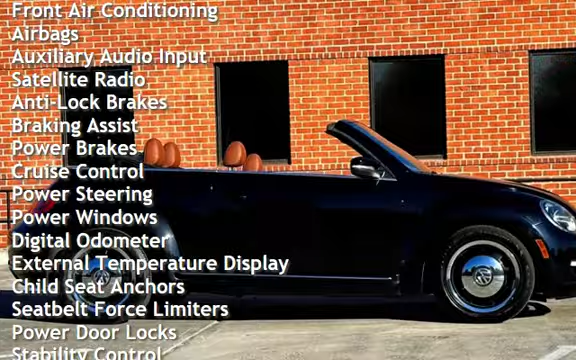 Front Air Conditioning
Airbags
Auxiliary Audio Input
Satellite Radio
Anti-Lock Brakes
Braking Assist
Power Brakes
Cruise Control
Power Steering
Power Windows
Digital Odometer
External Temperature Display
Child Seat Anchors
Seatbelt Force Limiters
Power Door Locks
Stability Control